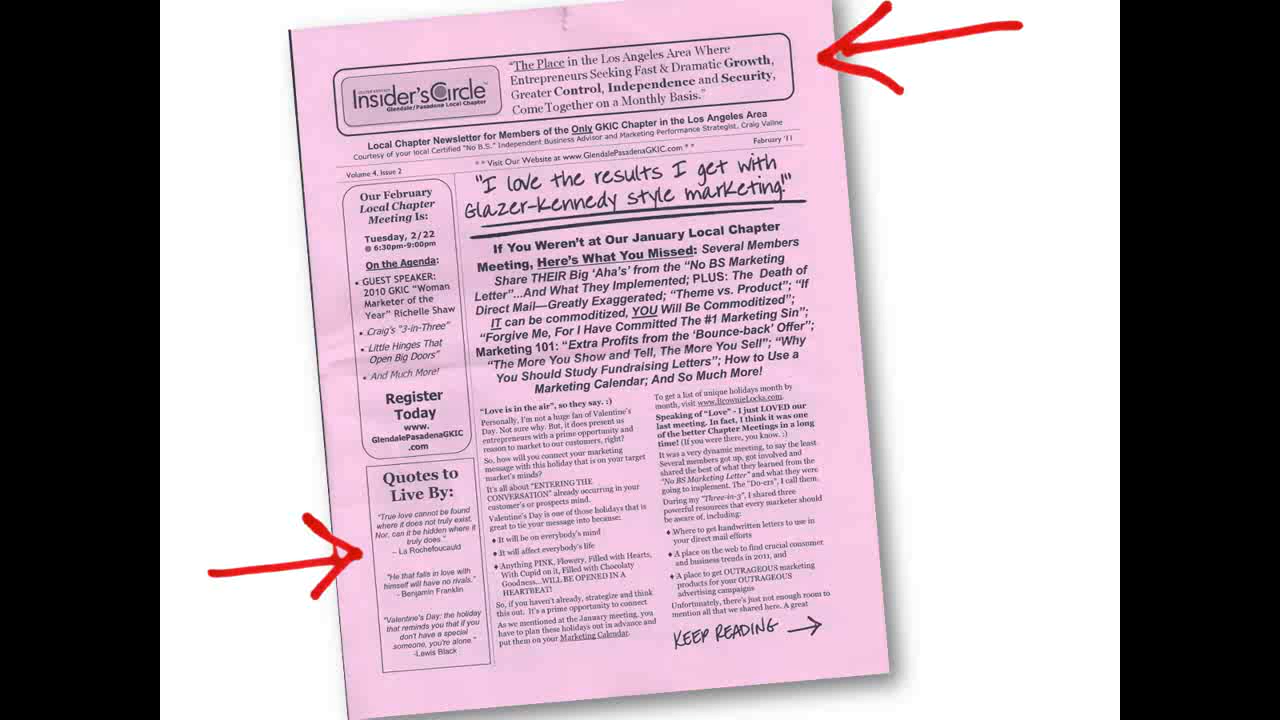 GLAZER-KENNEDY
Insider'sCircle™
Glendale/Pasadena Local Chapter
"The Place in the Los Angeles Area Where
Entrepreneurs Seeking Fast & Dramatic Growth,
Greater Control, Independence and Security,
Come Together on a Monthly Basis."
Local Chapter Newsletter for Members of the Only GKIC Chapter in the Los Angeles Area
Courtesy of your local Certified "No B.S." Independent Business Advisor and Marketing Performance Strategist, Craig Valine
Volume 4, Issue 2
* * Visit Our Website at www.GlendalePasadenaGKIC.com * *
February '11
Our February
Local Chapter
Meeting Is:
Tuesday, 2/22
@ 6:30pm-9:00pm
On the Agenda:
• GUEST SPEAKER:
2010 GKIC "Woman
Marketer of the
Year" Richelle Shaw
• Craig's "3-in-Three"
• Little Hinges That
Open Big Doors"
• And Much More!
Register
Today
www.
GlendalePasadenaGKIC
.com
Quotes to
Live By:
"True love cannot be found
where it does not truly exist,
Nor, can it be hidden where it
truly does."
– La Rochefoucauld
"He that falls in love with
himself will have no rivals."
- Benjamin Franklin
"Valentine's Day: the holiday
that reminds you that if you
don't have a special
someone, you're alone."
-Lewis Black
"I love the results I get with
Glazer-Kennedy style marketing!"
If You Weren't at Our January Local Chapter
Meeting, Here's What You Missed: Several Members
Share THEIR Big 'Aha's' from the "No BS Marketing
Letter"...And What They Implemented; PLUS: The Death of
Direct Mail—Greatly Exaggerated; "Theme vs. Product"; "If
IT can be commoditized, YOU Will Be Commoditized";
"Forgive Me, For I Have Committed The #1 Marketing Sin";
Marketing 101: "Extra Profits from the 'Bounce-back' Offer";
"The More You Show and Tell, The More You Sell"; "Why
You Should Study Fundraising Letters"; How to Use a
Marketing Calendar; And So Much More!
"Love is in the air", so they say. :)
Personally, I'm not a huge fan of Valentine's
Day. Not sure why. But, it does present us
entrepreneurs with a prime opportunity and
reason to market to our customers, right?
So, how will you connect your marketing
message with this holiday that is on your target
market's minds?
It's all about "ENTERING THE
CONVERSATION" already occurring in your
customer's or prospects mind.
Valentine's Day is one of those holidays that is
great to tie your message into because:
♦ It will be on everybody's mind
♦ It will affect everybody's life
♦ Anything PINK, Flowery, Filled with Hearts,
With Cupid on it, Filled with Chocolaty
Goodness...WILL BE OPENED IN A
HEARTBEAT!
So, if you haven't already, strategize and think
this out. It's a prime opportunity to connect
As we mentioned at the January meeting, you
have to plan these holidays out in advance and
put them on your Marketing Calendar.
To get a list of unique holidays month by
month, visit www.BrownieLocks.com.
Speaking of "Love" - I just LOVED our
last meeting. In fact, I think it was one
of the better Chapter Meetings in a long
time! (If you were there, you know. :)
It was a very dynamic meeting, to say the least.
Several members got up, got involved and
shared the best of what they learned from the
"No BS Marketing Letter" and what they were
going to implement. The "Do-ers", I call them.
During my "Three-in-3", I shared three
powerful resources that every marketer should
be aware of, including:
♦ Where to get handwritten letters to use in
your direct mail efforts
♦ A place on the web to find crucial consumer
and business trends in 2011, and
♦ A place to get OUTRAGEOUS marketing
products for your OUTRAGEOUS
advertising campaigns
Unfortunately, there's just not enough room to
mention all that we shared here. A great
KEEP READING